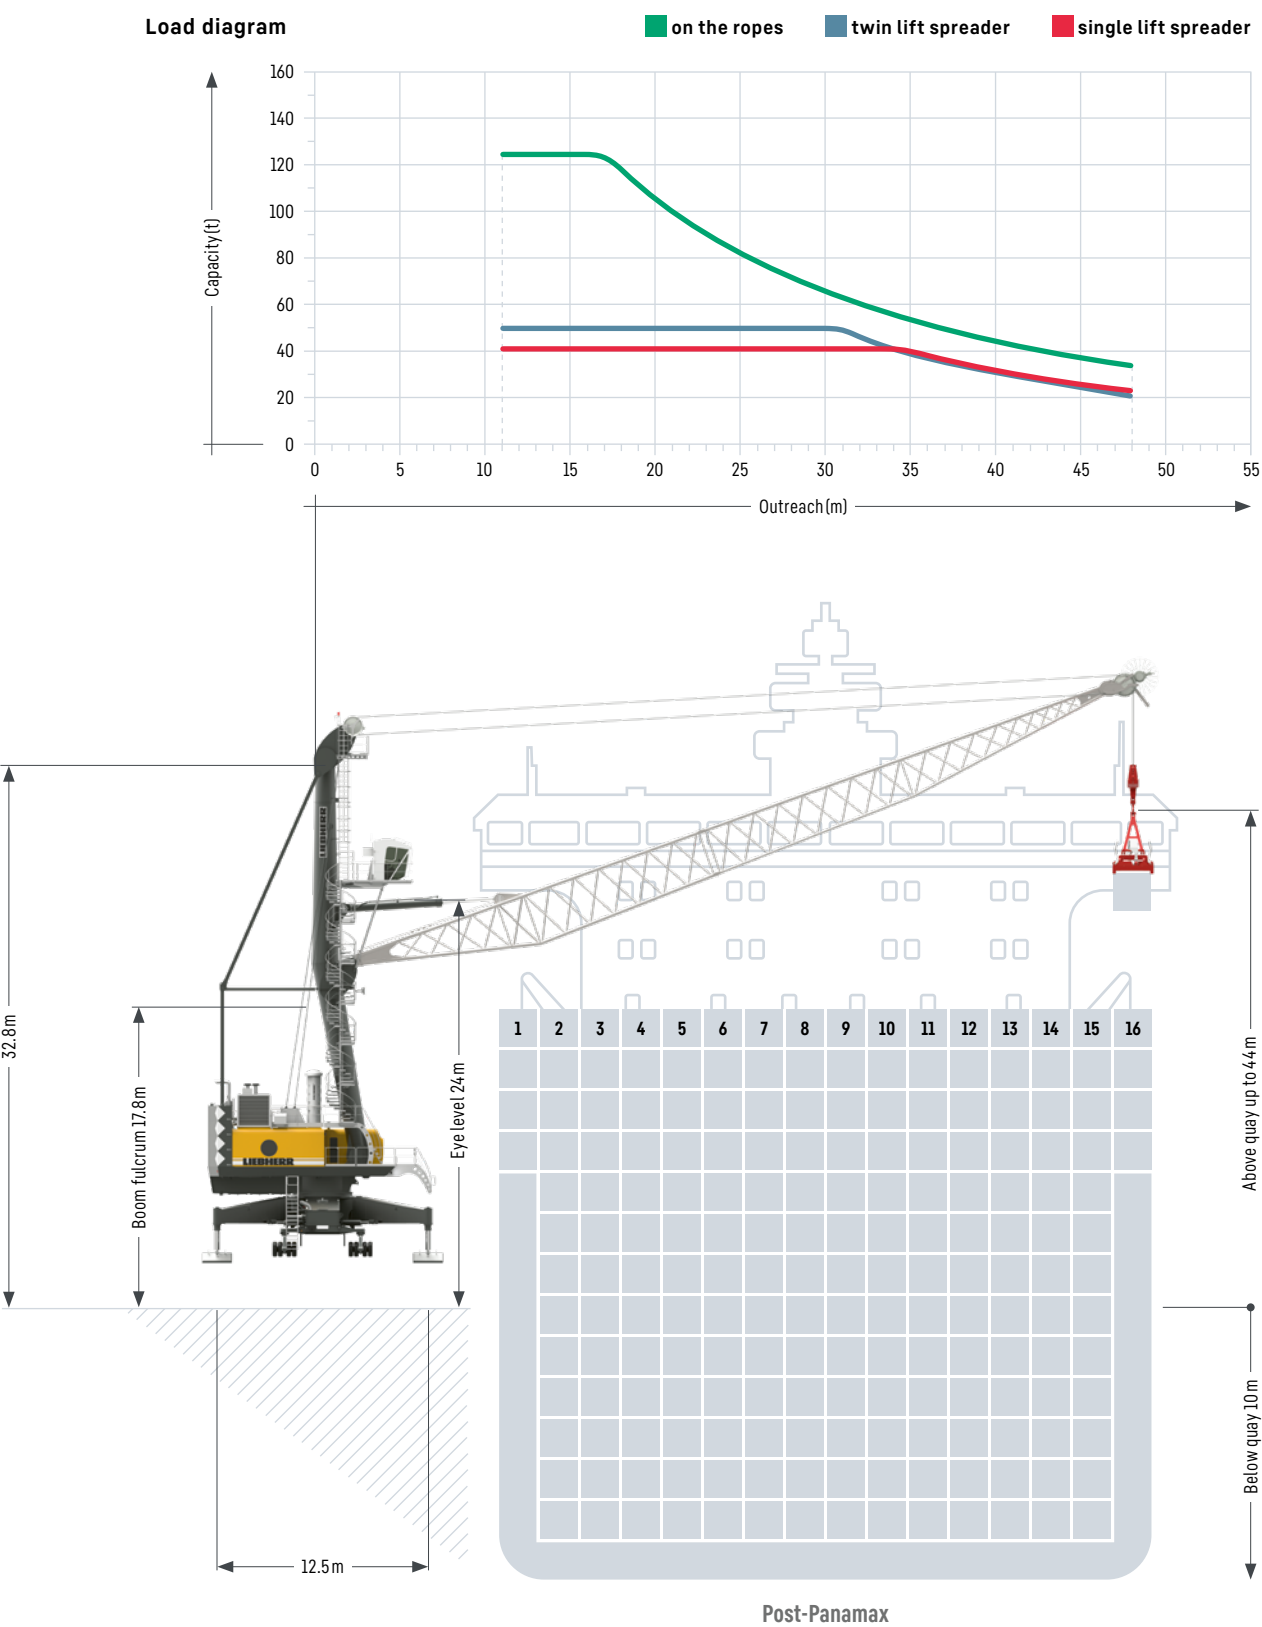 Load diagram
on the ropes
twin lift spreader
single lift spreader
160
140
120
100
80
60
40
20
0
Capacity (t)
0 5 10 15 20 25 30 35 40 45 50 55
Outreach (m)
LIEBHERR
32.8 m
Boom fulcrum 17.8 m
Eye level 24 m
Above quay up to 44 m
1 2 3 4 5 6 7 8 9 10 11 12 13 14 15 16
LIEBHERR
Below quay 10 m
12.5 m
Post-Panamax